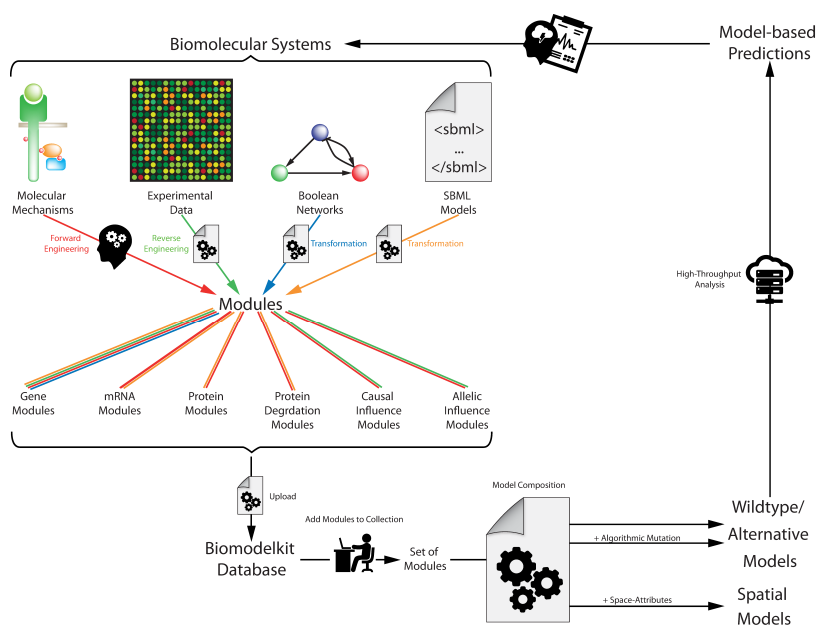 Biomolecular Systems
Model-based
Predictions
<sbml>
...
</sbml>
Molecular
Mechanisms
Experimental
Data
Boolean
Networks
SBML
Models
Forward
Engineering
Reverse
Engineering
Transformation
Transformation
High-Throughput
Analysis
Modules
Gene
Modules
mRNA
Modules
Protein
Modules
Protein
Degrdation
Modules
Causal
Influence
Modules
Allelic
Influence
Modules
Upload
Biomodelkit
Database
Add Modules to Collection
Set of
Modules
Model Composition
+ Algorithmic Mutation
+ Space-Attributes
Wildtype/
Alternative
Models
Spatial
Models